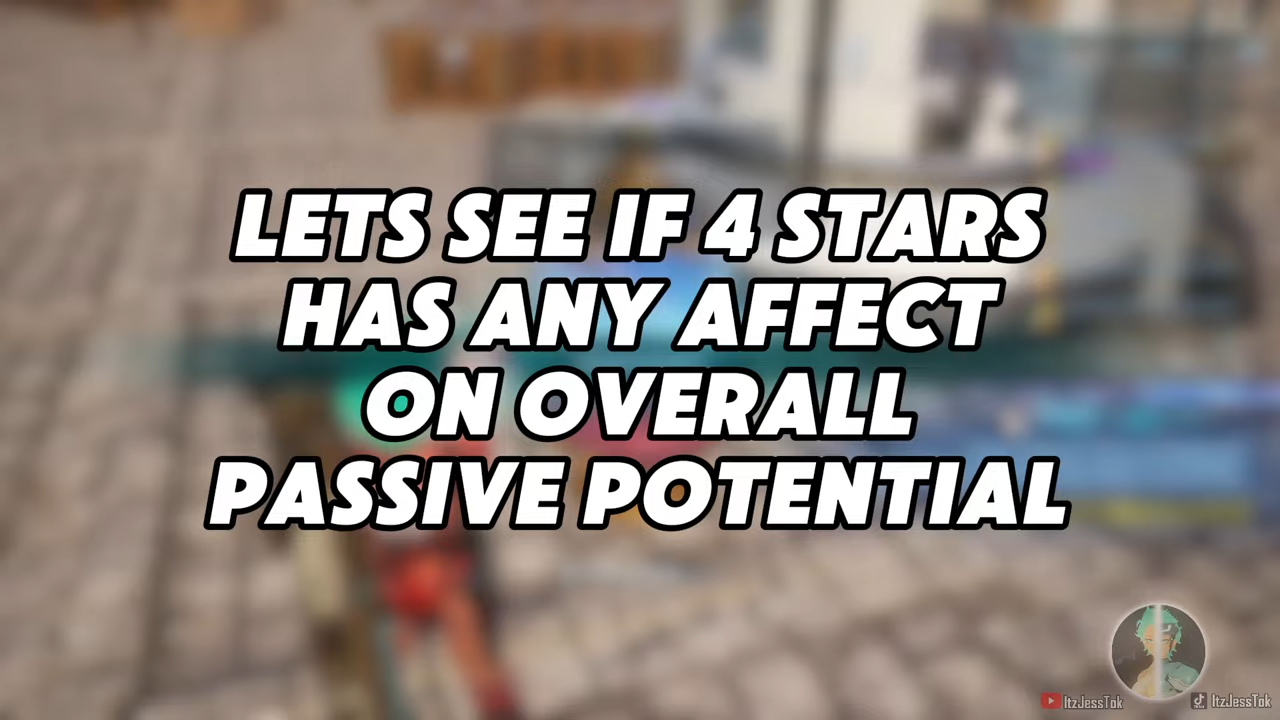 LETS SEE IF 4 STARS
HAS ANY AFFECT
ON OVERALL
PASSIVE POTENTIAL
ItzJessTok
ItzJessTok